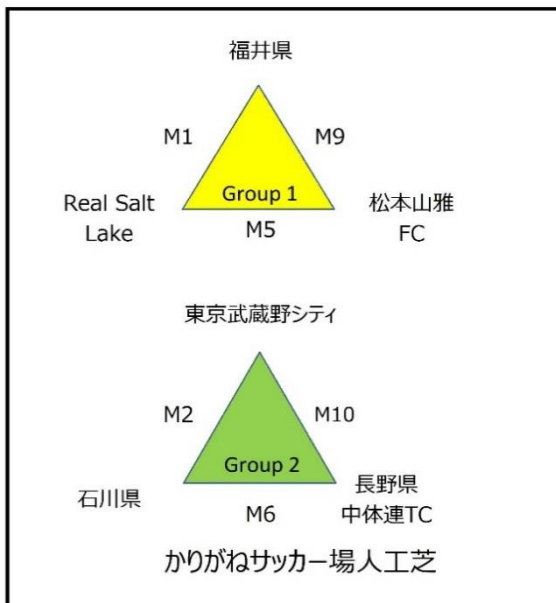 福井県
M1
M9
Group 1
Real Salt
Lake
M5
松本山雅
FC
東京武蔵野シティ
M2
M10
Group 2
石川県
M6
長野県
中体連TC
かりがねサッカー場人工芝